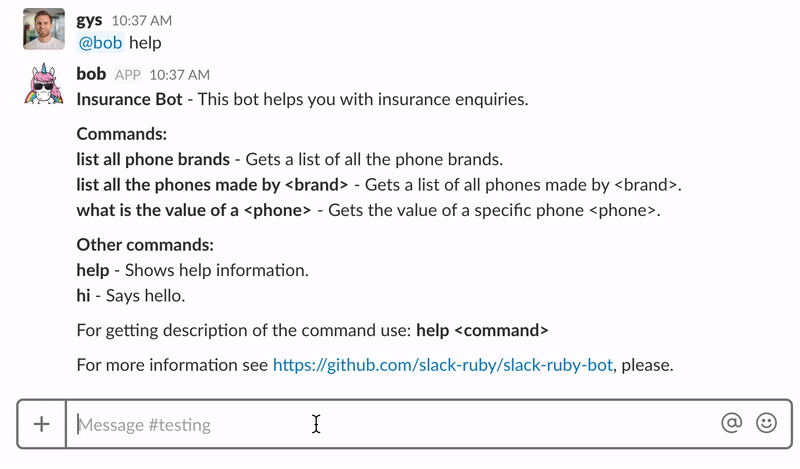 gys 10:37 AM
@bob help
bob APP 10:37 AM
Insurance Bot - This bot helps you with insurance enquiries.
Commands:
list all phone brands - Gets a list of all the phone brands.
list all the phones made by <brand> - Gets a list of all phones made by <brand>.
what is the value of a <phone> - Gets the value of a specific phone <phone>.
Other commands:
help - Shows help information.
hi - Says hello.
For getting description of the command use: help <command>
For more information see https://github.com/slack-ruby/slack-ruby-bot, please.
Message #testing